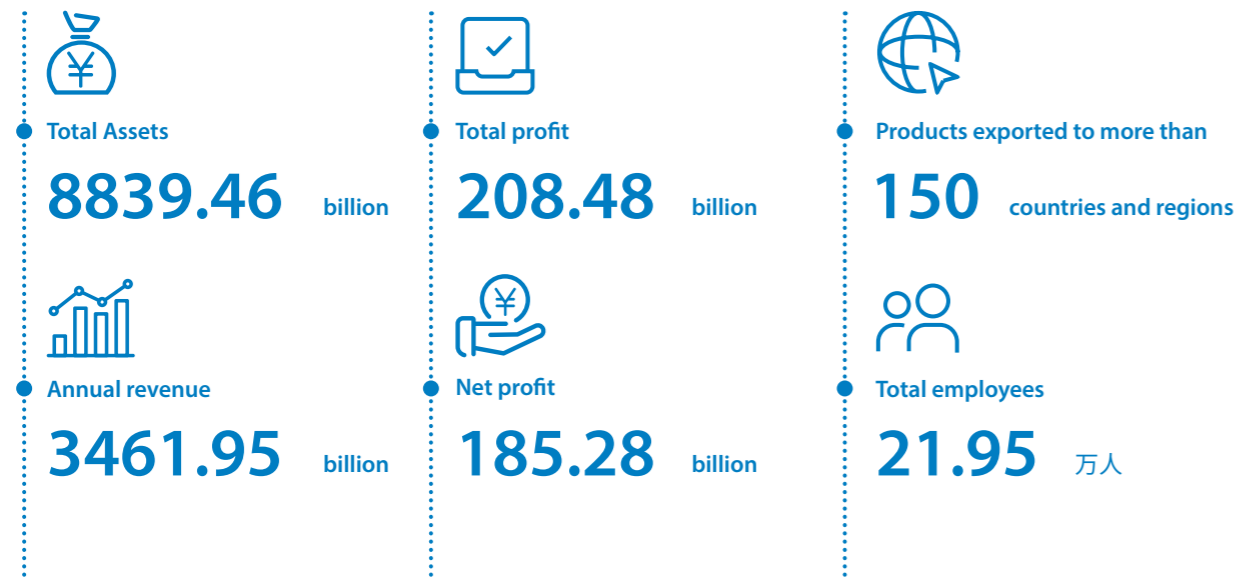 Total Assets
8839.46 billion
Annual revenue
3461.95 billion
Total profit
208.48 billion
Net profit
185.28 billion
Products exported to more than
150 countries and regions
Total employees
21.95 万人